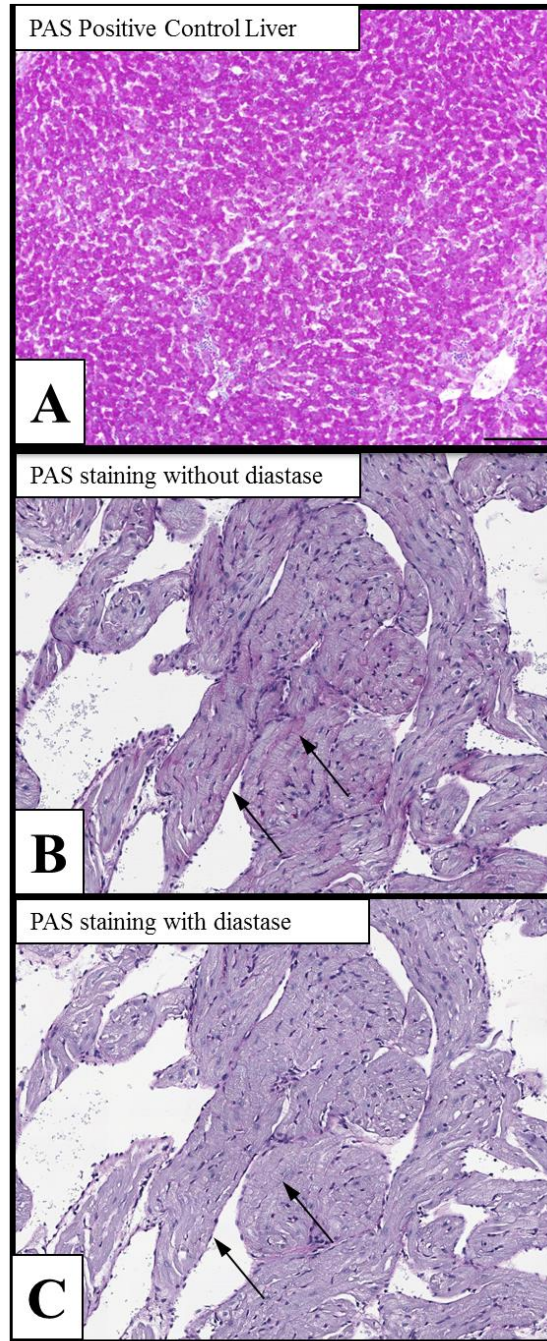 PAS Positive Control Liver
A
PAS staining without diastase
B
PAS staining with diastase
C